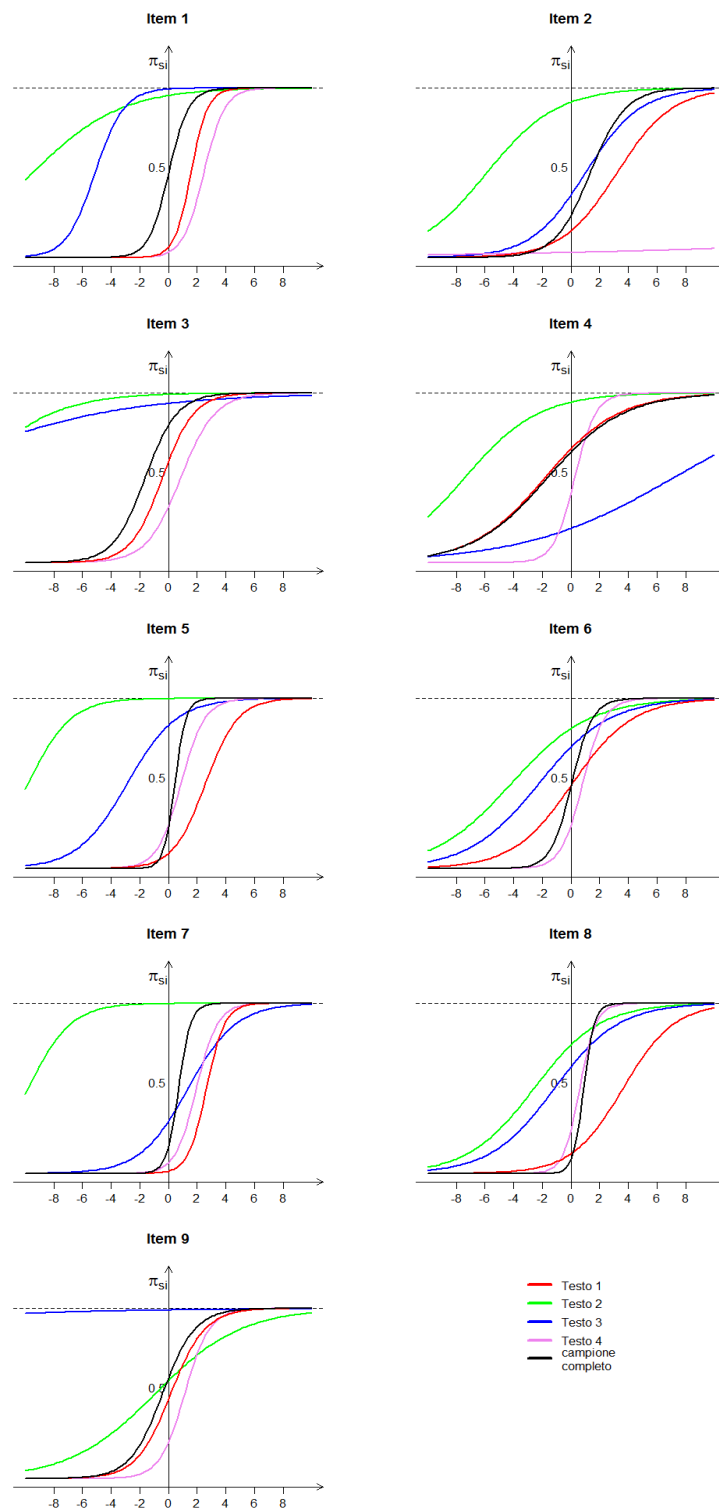 Item 1
πsi
0.5
-8 -6 -4 -2 0 2 4 6 8
Item 2
πsi
0.5
-8 -6 -4 -2 0 2 4 6 8
Item 3
πsi
0.5
-8 -6 -4 -2 0 2 4 6 8
Item 4
πsi
0.5
-8 -6 -4 -2 0 2 4 6 8
Item 5
πsi
0.5
-8 -6 -4 -2 0 2 4 6 8
Item 6
πsi
0.5
-8 -6 -4 -2 0 2 4 6 8
Item 7
πsi
0.5
-8 -6 -4 -2 0 2 4 6 8
Item 8
πsi
0.5
-8 -6 -4 -2 0 2 4 6 8
Item 9
πsi
0.5
-8 -6 -4 -2 0 2 4 6 8
Testo 1
Testo 2
Testo 3
Testo 4
campione
completo